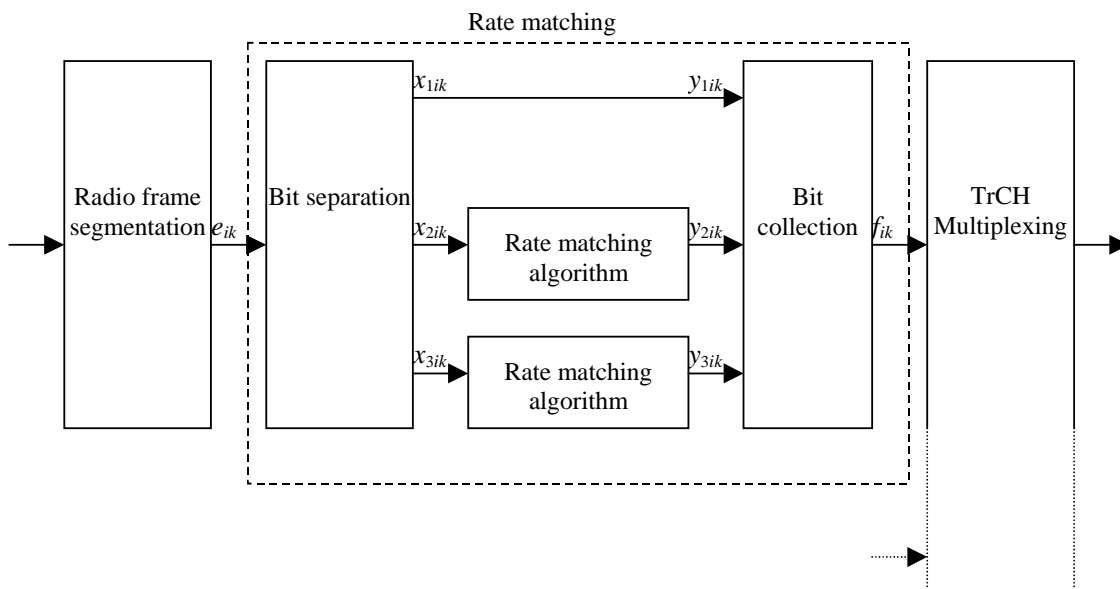 Rate matching
Radio frame
segmentation
e_ik
Bit separation
x_1ik
y_1ik
x_2ik
Rate matching
algorithm
y_2ik
x_3ik
Rate matching
algorithm
y_3ik
Bit
collection
f_ik
TrCH
Multiplexing